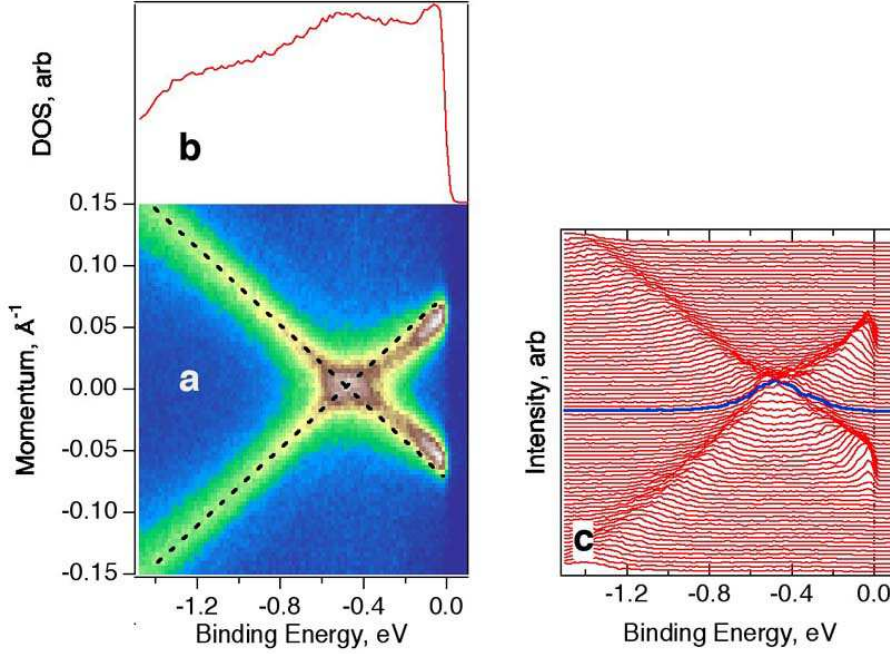 DOS, arb
b
0.15
0.10
0.05
0.00
-0.05
-0.10
-0.15
Momentum, Å⁻¹
a
-1.2
-0.8
-0.4
0.0
Binding Energy, eV
Intensity, arb
c
-1.2
-0.8
-0.4
0.0
Binding Energy, eV